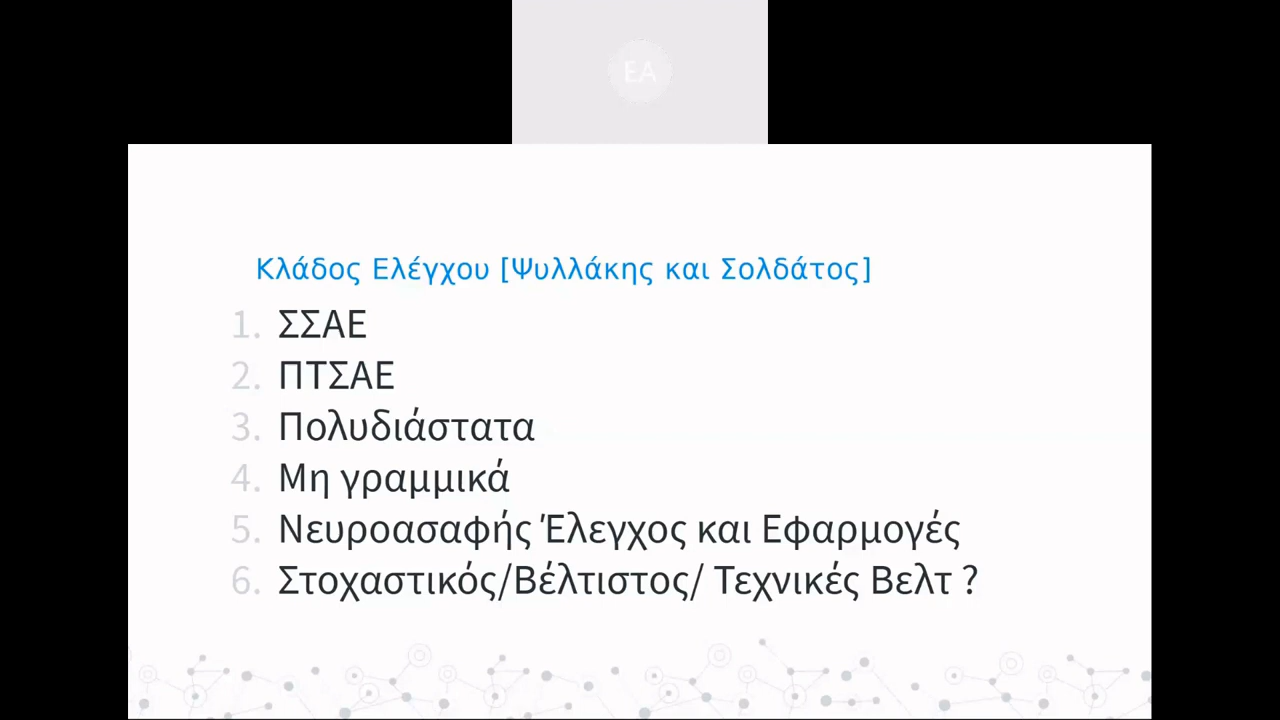 EA
Κλάδος Ελέγχου [Ψυλλάκης και Σολδάτος]
1. ΣΣΑΕ
2. ΠΤΣΑΕ
3. Πολυδιάστατα
4. Μη γραμμικά
5. Νευροασαφής Έλεγχος και Εφαρμογές
6. Στοχαστικός/Βέλτιστος/ Τεχνικές Βελτ ?